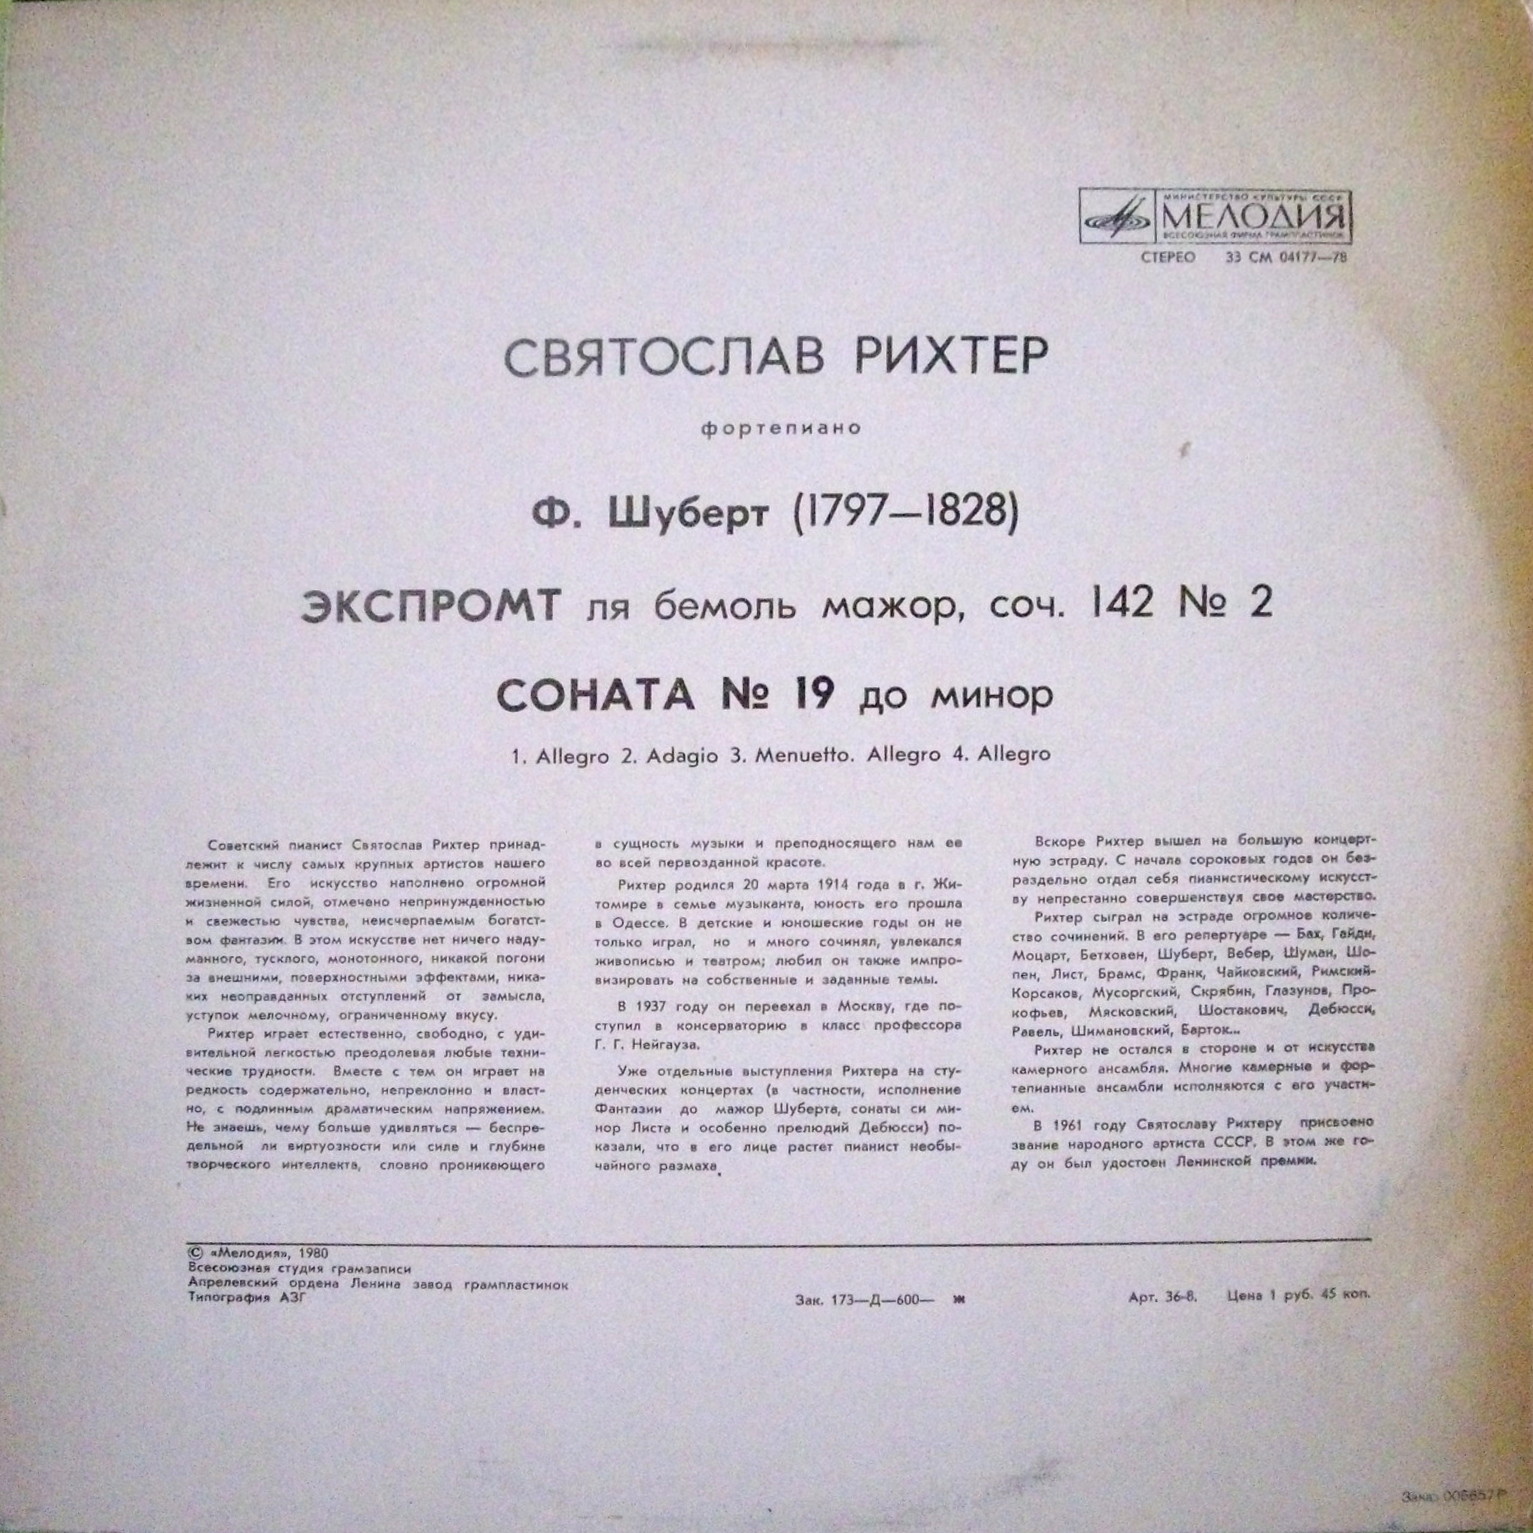 МИНИСТЕРСТВО КУЛЬТУРЫ СССР
МЕЛОДИЯ
ВСЕСОЮЗНАЯ ФИРМА ГРАМПЛАСТИНОК
СТЕРЕО 33 СМ 04177—78
СВЯТОСЛАВ РИХТЕР
фортепиано
Ф. Шуберт (1797—1828)
ЭКСПРОМТ ля бемоль мажор, соч. 142 № 2
СОНАТА № 19 до минор
1. Allegro 2. Adagio 3. Menuetto. Allegro 4. Allegro
Советский пианист Святослав Рихтер принад-
лежит к числу самых крупных артистов нашего
времени. Его искусство наполнено огромной
жизненной силой, отмечено непринужденностью
и свежестью чувства, неисчерпаемым богатст-
вом фантазии. В этом искусстве нет ничего наду-
манного, тусклого, монотонного, никакой погони
за внешними, поверхностными эффектами, ника-
ких неоправданных отступлений от замысла,
уступок мелочному, ограниченному вкусу.
Рихтер играет естественно, свободно, с уди-
вительной легкостью преодолевая любые техни-
ческие трудности. Вместе с тем он играет на
редкость содержательно, непреклонно и власт-
но, с подлинным драматическим напряжением.
Не знаешь, чему больше удивляться — беспре-
дельной ли виртуозности или силе и глубине
творческого интеллекта, словно проникающего
в сущность музыки и преподносящего нам ее
во всей первозданной красоте.
Рихтер родился 20 марта 1914 года в г. Жи-
томире в семье музыканта, юность его прошла
в Одессе. В детские и юношеские годы он не
только играл, но и много сочинял, увлекался
живописью и театром; любил он также импро-
визировать на собственные и заданные темы.
В 1937 году он переехал в Москву, где по-
ступил в консерваторию в класс профессора
Г. Г. Нейгауза.
Уже отдельные выступления Рихтера на сту-
денческих концертах (в частности, исполнение
Фантазии до мажор Шуберта, сонаты си ми-
нор Листа и особенно прелюдий Дебюсси) по-
казали, что в его лице растет пианист необы-
чайного размаха.
Вскоре Рихтер вышел на большую концерт-
ную эстраду. С начала сороковых годов он без-
раздельно отдал себя пианистическому искусст-
ву непрестанно совершенствуя свое мастерство.
Рихтер сыграл на эстраде огромное количе-
ство сочинений. В его репертуаре — Бах, Гайдн,
Моцарт, Бетховен, Шуберт, Вебер, Шуман, Шо-
пен, Лист, Брамс, Франк, Чайковский, Римский-
Корсаков, Мусоргский, Скрябин, Глазунов, Про-
кофьев, Мясковский, Шостакович, Дебюсси,
Равель, Шимановский, Барток...
Рихтер не остался в стороне и от искусства
камерного ансамбля. Многие камерные и фор-
тепианные ансамбли исполняются с его участи-
ем.
В 1961 году Святославу Рихтеру присвоено
звание народного артиста СССР. В этом же го-
ду он был удостоен Ленинской премии.
© «Мелодия», 1980
Всесоюзная студия грамзаписи
Апрелевский ордена Ленина завод грампластинок
Типография АЗГ
Зак. 173—Д—600— Ж
Арт. 36-8. Цена 1 руб. 45 коп.